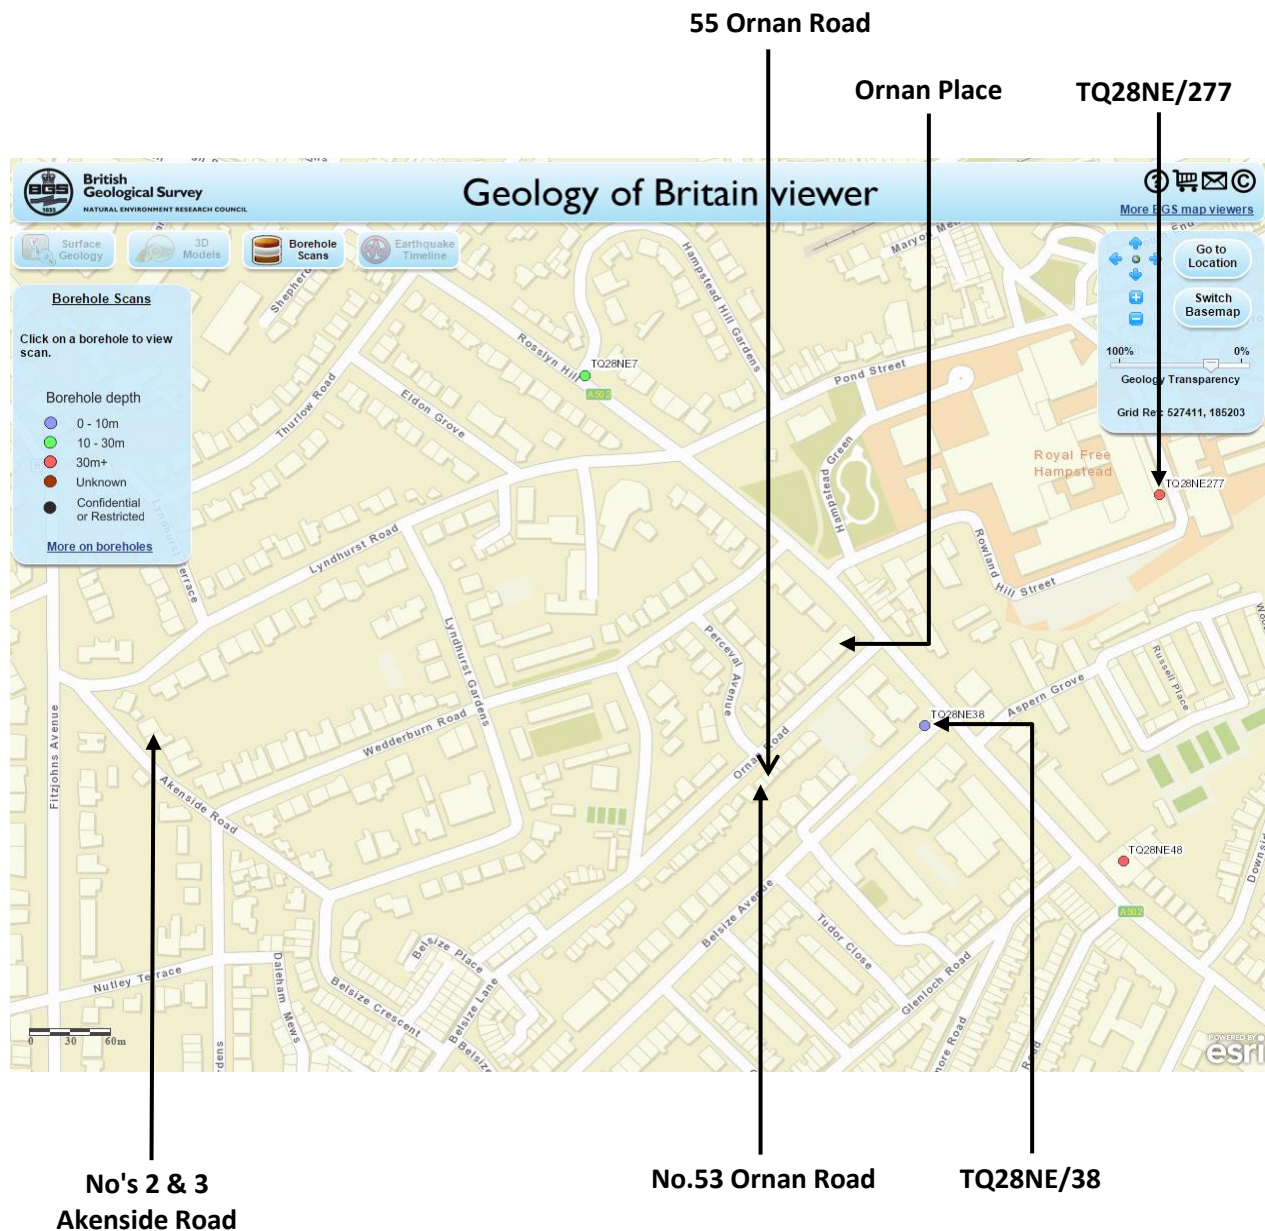 55 Ornan Road
Ornan Place
TQ28NE/277
BGS
1835
British
Geological Survey
NATURAL ENVIRONMENT RESEARCH COUNCIL
Geology of Britain viewer
More BGS map viewers
Surface
Geology
3D
Models
Borehole
Scans
Earthquake
Timeline
Go to
Location
Switch
Basemap
100%
0%
Geology Transparency
Grid Ref: 527411, 185203
Borehole Scans
Click on a borehole to view
scan.
Borehole depth
0 - 10m
10 - 30m
30m+
Unknown
Confidential
or Restricted
More on boreholes
Hampstead Hill Gardens
Rosslyn Hill
TQ28NE7
A502
Pond Street
Thurlow Road
Eldon Grove
Hampstead Green
Royal Free
Hampstead
TQ28NE277
Rowland Hill Street
Lyndhurst Road
Lyndhurst Gardens
Perceval Avenue
Wedderburn Road
Ornan Road
TQ28NE38
Aspern Grove
Russell Place
Fitzjohns Avenue
Akenside Road
TQ28NE48
A502
Belsize Avenue
Tudor Close
Glenloch Road
Belsize Place
Belsize Lane
Nutley Terrace
Daleham Mews
Belsize Crescent
Belsize
0 30 60m
POWERED BY
esri
No's 2 & 3
Akenside Road
No.53 Ornan Road
TQ28NE/38